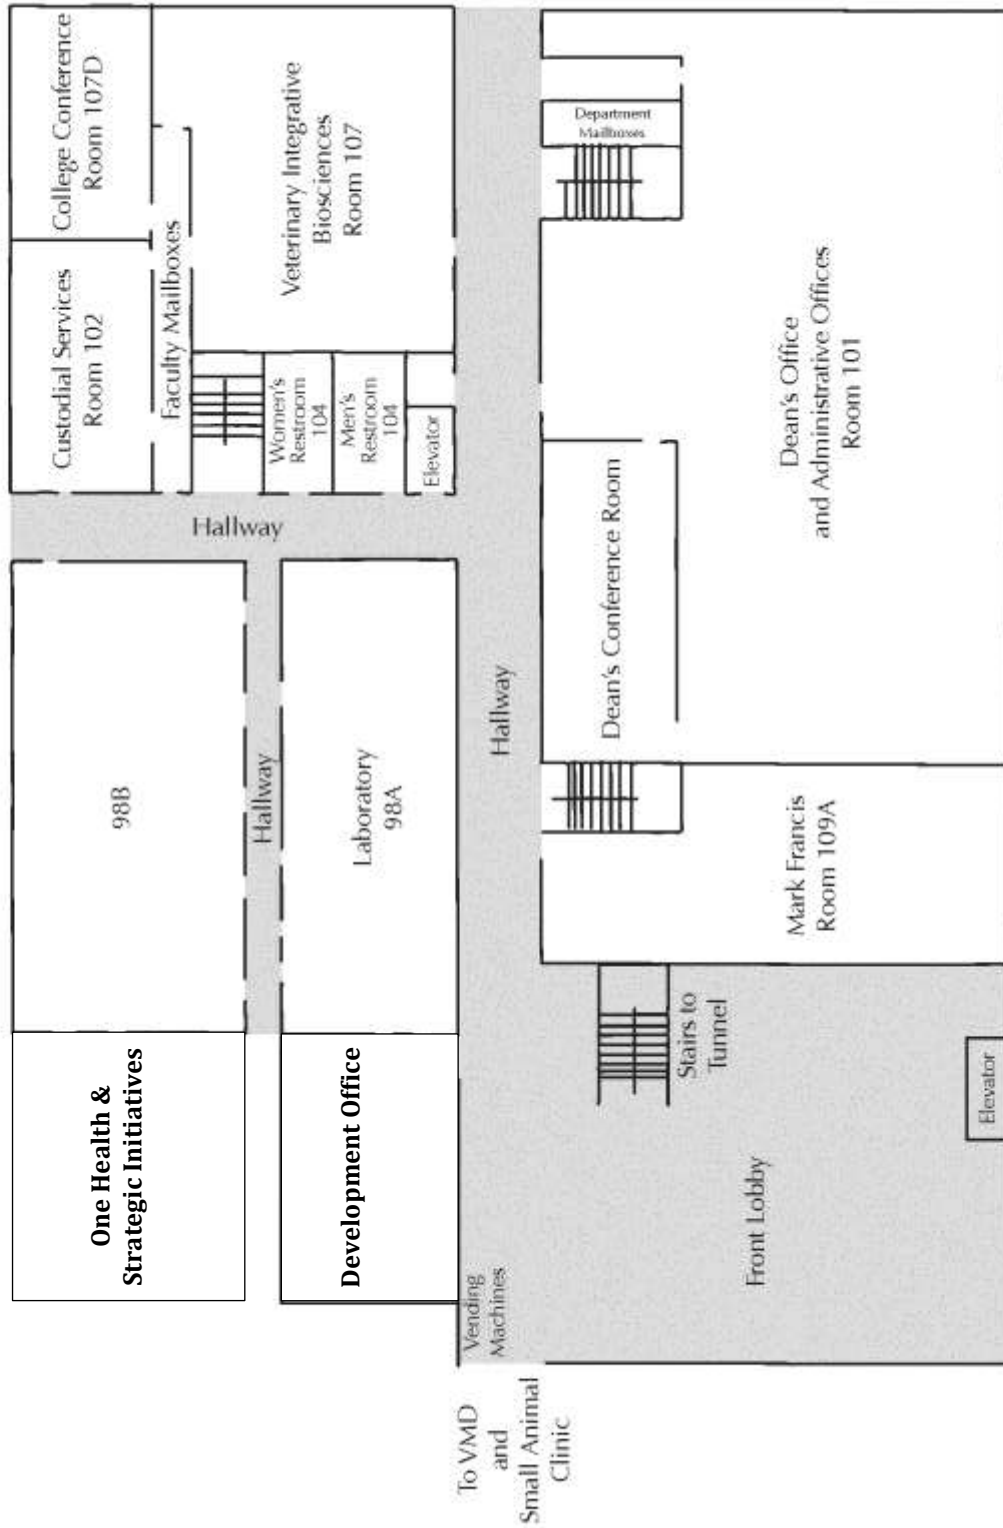 One Health &
Strategic Initiatives
98B
Custodial Services
Room 102
College Conference
Room 107D
Hallway
Faculty Mailboxes
Hallway
Women's
Restroom
104
Men's
Restroom
104
Elevator
Veterinary Integrative
Biosciences
Room 107
Development Office
Laboratory
98A
To VMD
and
Small Animal
Clinic
Vending
Machines
Hallway
Department
Mailboxes
Dean's Conference Room
Stairs to
Tunnel
Front Lobby
Mark Francis
Room 109A
Dean's Office
and Administrative Offices
Room 101
Elevator